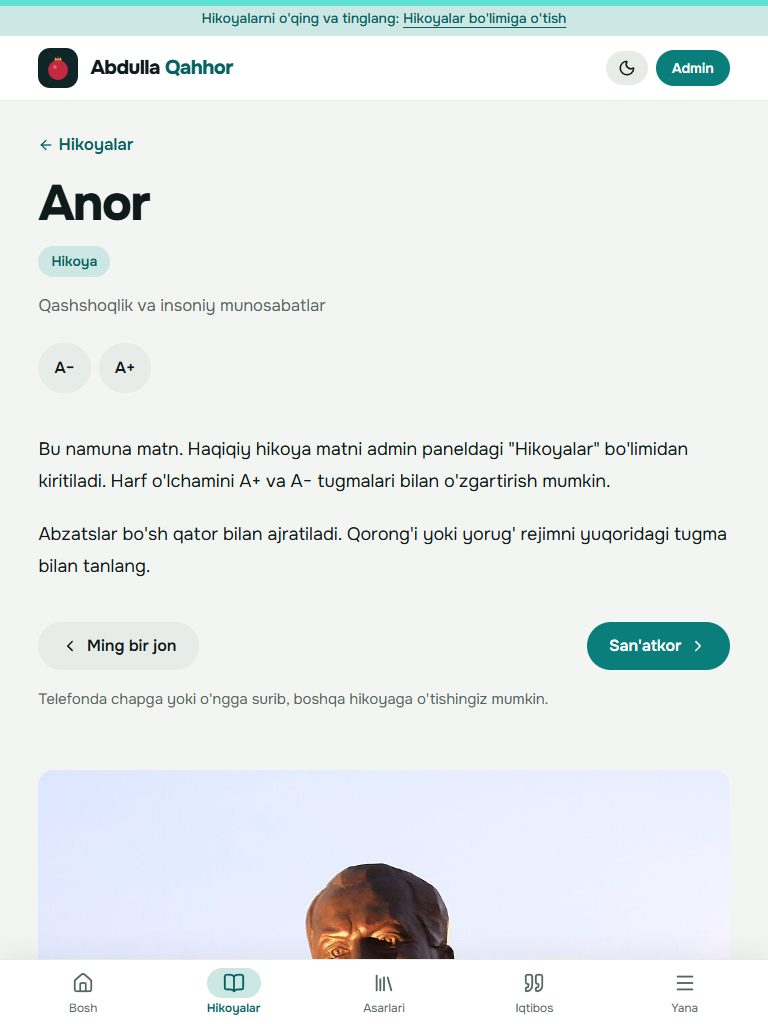 Hikoyalarni o'qing va tinglang: Hikoyalar bo'limiga o'tish
Abdulla Qahhor
Admin
← Hikoyalar
Anor
Hikoya
Qashshoqlik va insoniy munosabatlar
A−
A+
Bu namuna matn. Haqiqiy hikoya matni admin paneldagi "Hikoyalar" bo'limidan
kiritiladi. Harf o'lchamini A+ va A− tugmalari bilan o'zgartirish mumkin.
Abzatslar bo'sh qator bilan ajratiladi. Qorong'i yoki yorug' rejimni yuqoridagi tugma
bilan tanlang.
Ming bir jon
San'atkor
Telefonda chapga yoki o'ngga surib, boshqa hikoyaga o'tishingiz mumkin.
Bosh
Hikoyalar
Asarlari
Iqtibos
Yana